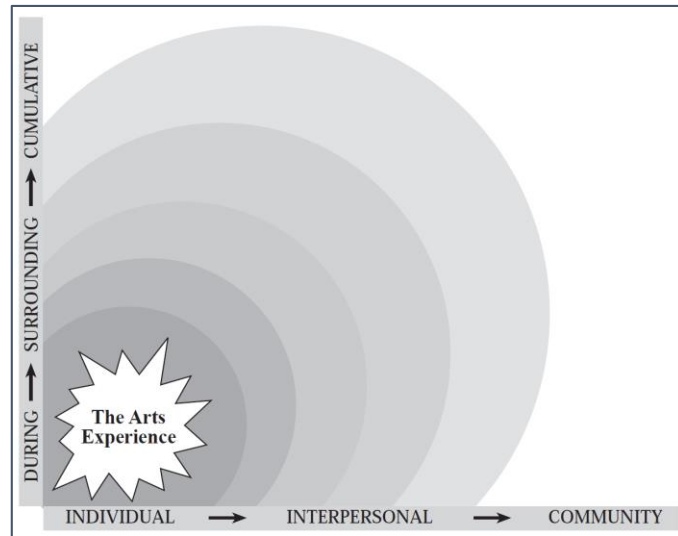 CUMULATIVE
SURROUNDING
DURING
The Arts
Experience
INDIVIDUAL → INTERPERSONAL → COMMUNITY